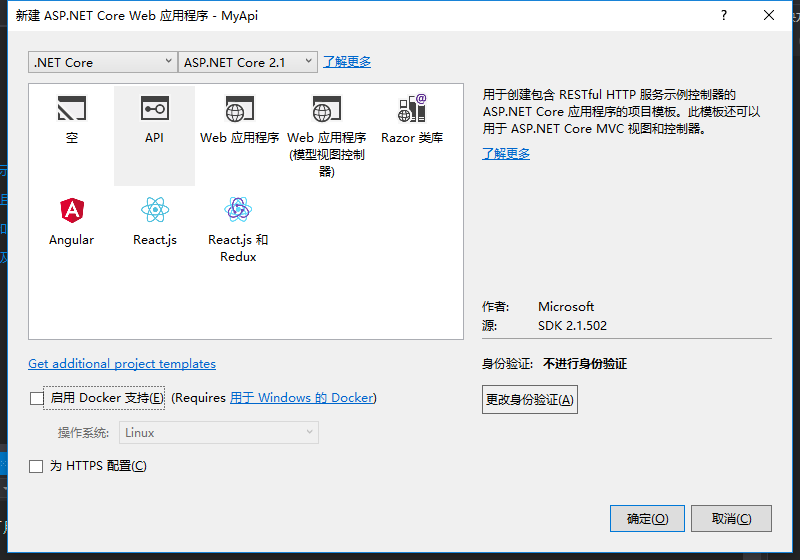 新建 ASP.NET Core Web 应用程序 - MyApi
?
.NET Core
ASP.NET Core 2.1
了解更多
空
API
Web 应用程序
Web 应用程序
(模型视图控制
器)
Razor 类库
Angular
React.js
React.js 和
Redux
用于创建包含 RESTful HTTP 服务示例控制器的
ASP.NET Core 应用程序的项目模板。此模板还可以
用于 ASP.NET Core MVC 视图和控制器。
了解更多
作者: Microsoft
源: SDK 2.1.502
Get additional project templates
身份验证: 不进行身份验证
启用 Docker 支持(E) (Requires 用于 Windows 的 Docker)
更改身份验证(A)
操作系统: Linux
为 HTTPS 配置(C)
确定(O)
取消(C)